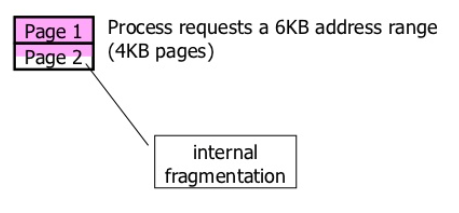 Page 1
Page 2
Process requests a 6KB address range
(4KB pages)
internal
fragmentation